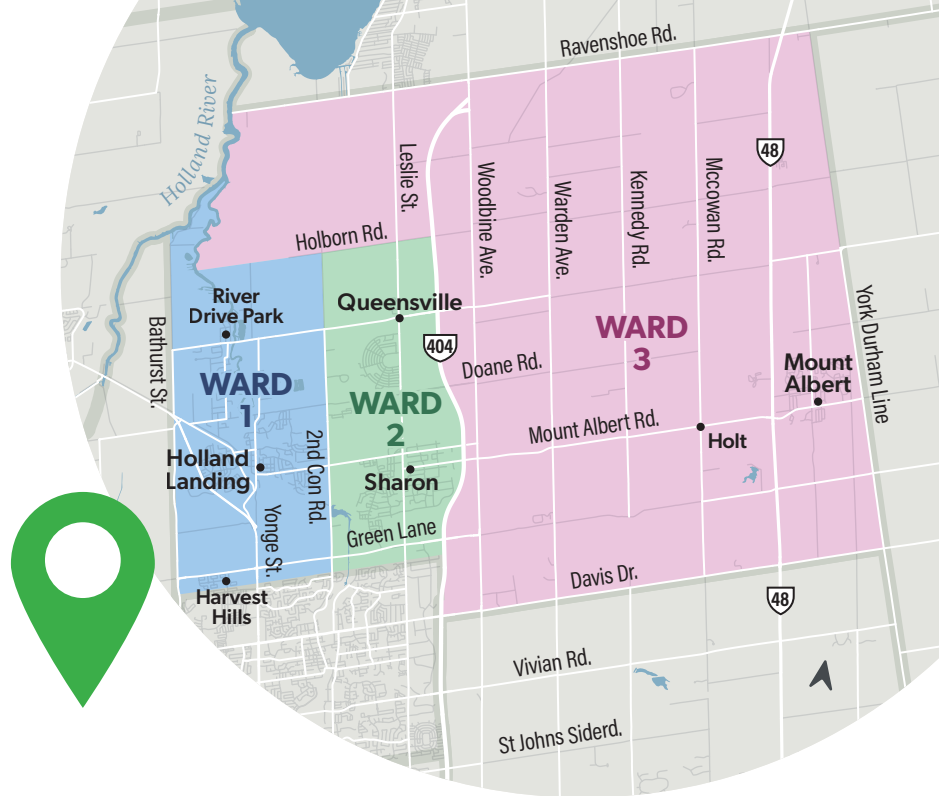 Ravenshoe Rd.
Holland River
48
Leslie St.
Woodbine Ave.
Warden Ave.
Kennedy Rd.
Mccowan Rd.
Holborn Rd.
River
Drive Park
Queensville
Bathurst St.
404
Doane Rd.
WARD
3
York Durham Line
Mount
Albert
WARD
1
WARD
2
Mount Albert Rd.
Holt
Holland
Landing
2nd Con Rd.
Sharon
Yonge St.
Green Lane
Davis Dr.
Harvest
Hills
48
Vivian Rd.
St Johns Siderd.